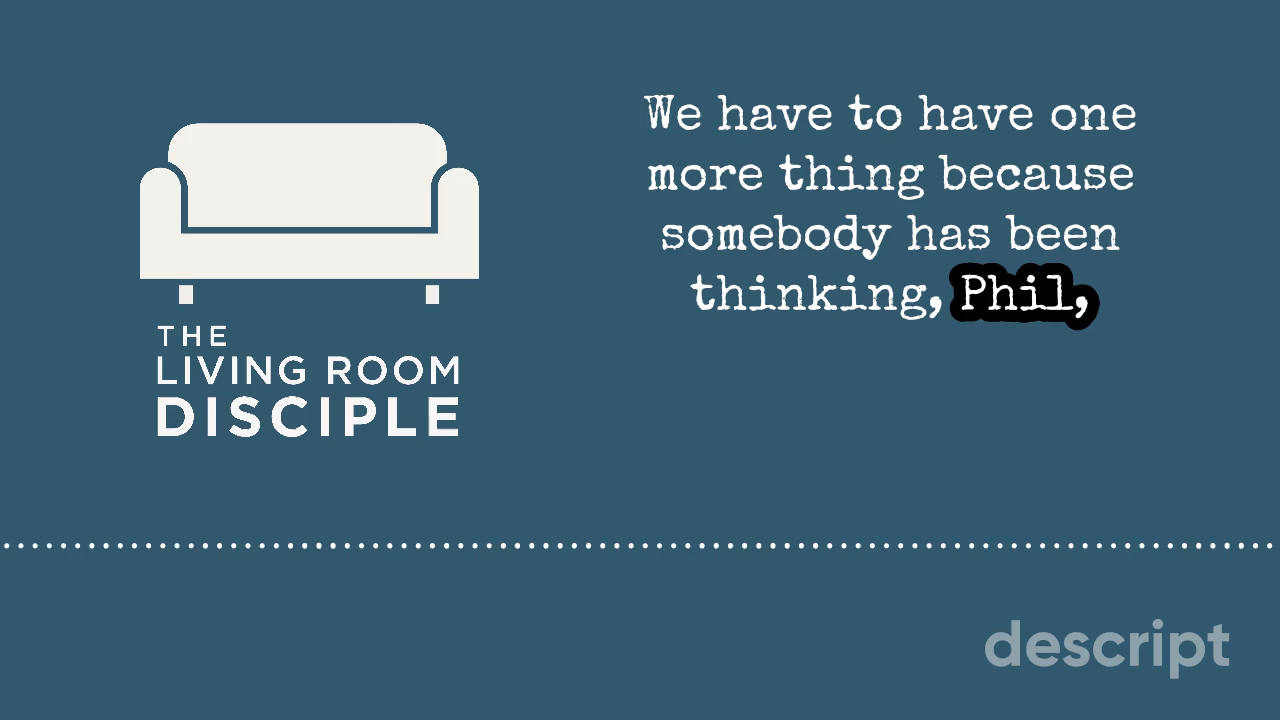 THE
LIVING ROOM
DISCIPLE
We have to have one
more thing because
somebody has been
thinking, Phil,
descript